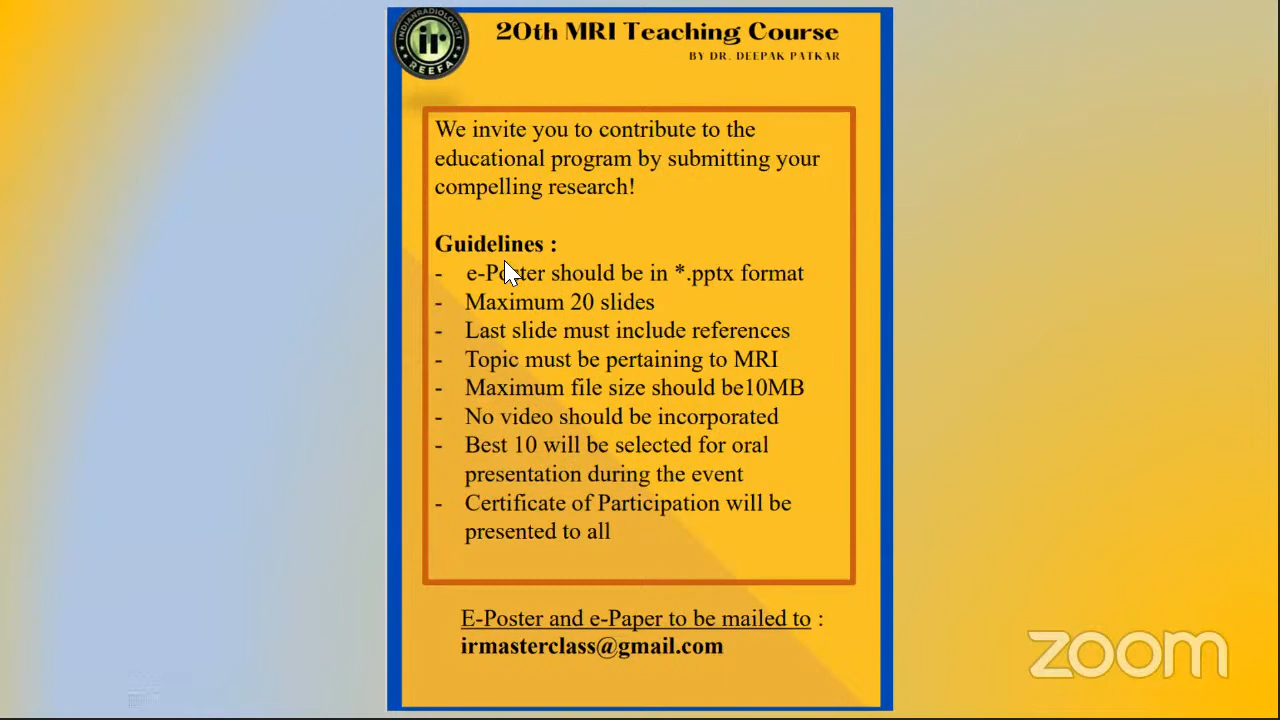 INDIANRADIOLOGIST
ir
REEFA
20th MRI Teaching Course
BY DR. DEEPAK PATKAR
We invite you to contribute to the
educational program by submitting your
compelling research!
Guidelines :
- e-Poster should be in *.pptx format
- Maximum 20 slides
- Last slide must include references
- Topic must be pertaining to MRI
- Maximum file size should be10MB
- No video should be incorporated
- Best 10 will be selected for oral
presentation during the event
- Certificate of Participation will be
presented to all
E-Poster and e-Paper to be mailed to :
irmasterclass@gmail.com
zoom